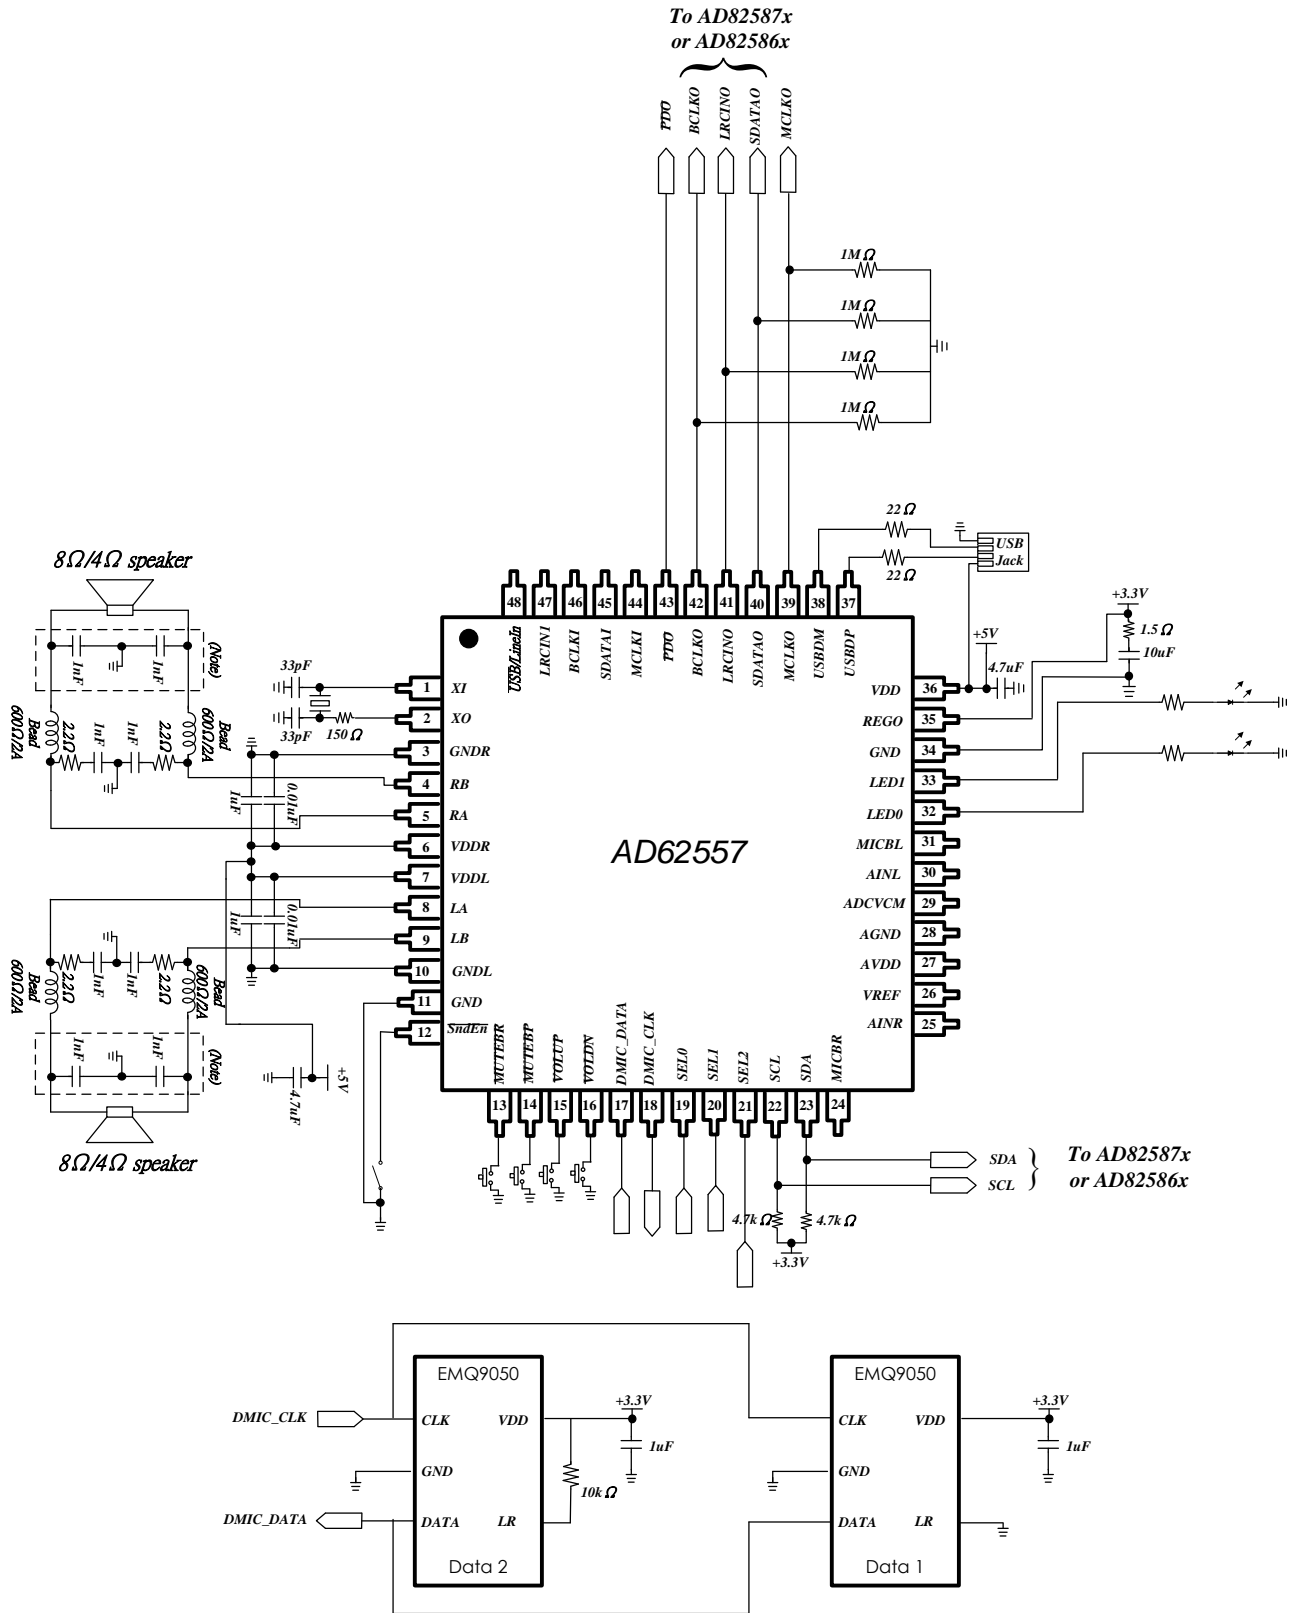 To AD82587x
or AD82586x
PDO
BCLKO
LRCINO
SDATAO
MCLKO
1MΩ
1MΩ
1MΩ
1MΩ
22Ω
22Ω
USB
Jack
8Ω/4Ω speaker
(Note)
1nF
1nF
Bead
600Ω/2A
2.2Ω
1nF
1nF
2.2Ω
Bead
600Ω/2A
33pF
33pF
150Ω
1uF
0.01uF
1uF
0.01uF
Bead
600Ω/2A
2.2Ω
1nF
1nF
2.2Ω
Bead
600Ω/2A
1nF
1nF
(Note)
8Ω/4Ω speaker
4.7uF
+5V
48
47
46
45
44
43
42
41
40
39
38
37
USB/LineIn
LRCIN1
BCLKI
SDATAI
MCLKI
PDO
BCLKO
LRCINO
SDATAO
MCLKO
USBDM
USBDP
1 XI
2 XO
3 GNDR
4 RB
5 RA
6 VDDR
7 VDDL
8 LA
9 LB
10 GNDL
11 GND
12 SndEn
AD62557
VDD 36
REGO 35
GND 34
LED1 33
LED0 32
MICBL 31
AINL 30
ADCVCM 29
AGND 28
AVDD 27
VREF 26
AINR 25
+5V
4.7uF
+3.3V
1.5Ω
10uF
MUTEBR
MUTEBP
VOLUP
VOLDN
DMIC_DATA
DMIC_CLK
SEL0
SEL1
SEL2
SCL
SDA
MICBR
13
14
15
16
17
18
19
20
21
22
23
24
SDA
SCL
To AD82587x
or AD82586x
4.7kΩ
4.7kΩ
+3.3V
EMQ9050
DMIC_CLK
CLK
VDD
+3.3V
1uF
GND
10kΩ
DMIC_DATA
DATA
LR
Data 2
EMQ9050
CLK
VDD
+3.3V
1uF
GND
DATA
LR
Data 1